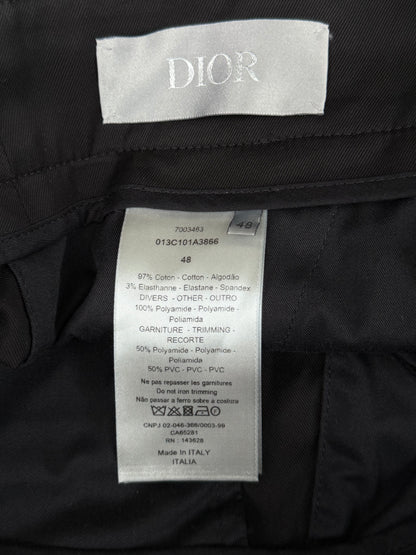 DIOR
48
7003463
013C101A3866
48
97% Coton - Cotton - Algodão
3% Elasthanne - Elastane - Spandex
DIVERS - OTHER - OUTRO
100% Polyamide - Polyamide -
Poliamida
GARNITURE - TRIMMING -
RECORTE
50% Polyamide - Polyamide -
Poliamida
50% PVC - PVC - PVC
Ne pas repasser les garnitures
Do not iron trimming
Não passar a ferro sobre a costura
CNPJ 02-046-366/0003-99
CA65281
RN : 143628
Made In ITALY
ITALIA